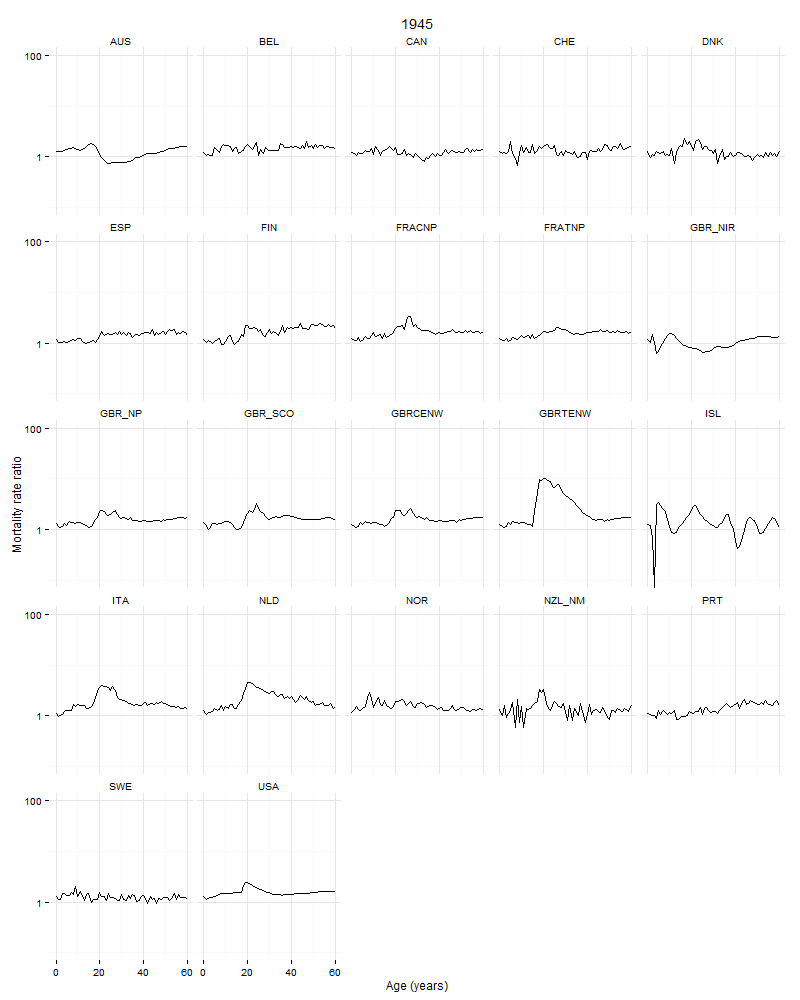 1945
AUS BEL CAN CHE DNK
100
1
ESP FIN FRACNP FRATNP GBR_NIR
100
1
GBR_NP GBR_SCO GBRCENW GBRTENW ISL
100
1
Mortality rate ratio
ITA NLD NOR NZL_NM PRT
100
1
SWE USA
100
1
0 20 40 60 0 20 40 60
Age (years)